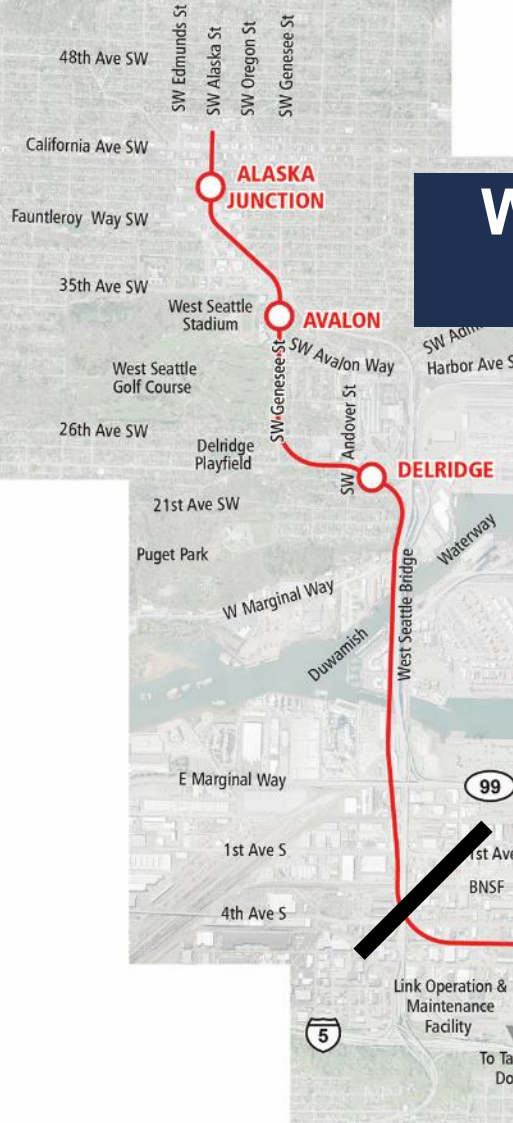 SW Edmunds St
SW Alaska St
SW Oregon St
SW Genesee St
48th Ave SW
California Ave SW
ALASKA
JUNCTION
Fauntleroy Way SW
W
35th Ave SW
West Seattle
Stadium
AVALON
SW Avalon Way
SW
Harbor Ave
SW Genesee St
West Seattle
Golf Course
26th Ave SW
SW Andover St
Delridge
Playfield
DELRIDGE
21st Ave SW
Puget Park
Waterway
W Marginal Way
West Seattle Bridge
Duwamish
E Marginal Way
99
1st Ave S
1st Ave
BNSF
4th Ave S
Link Operation &
Maintenance
Facility
5
To